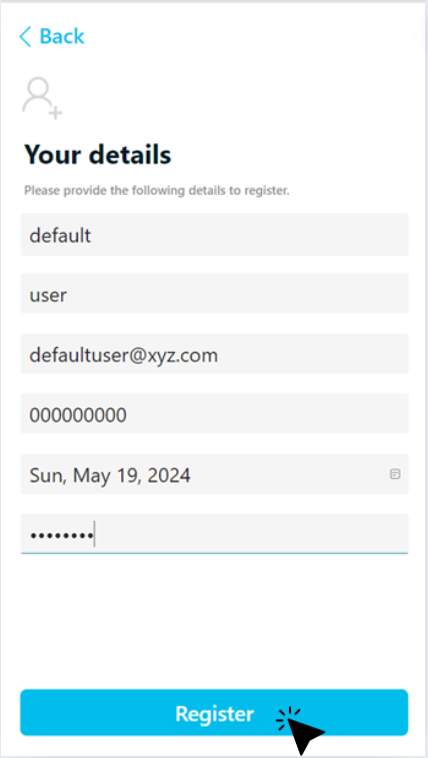 Back
Your details
Please provide the following details to register.
default
user
defaultuser@xyz.com
000000000
Sun, May 19, 2024
••••••••
Register